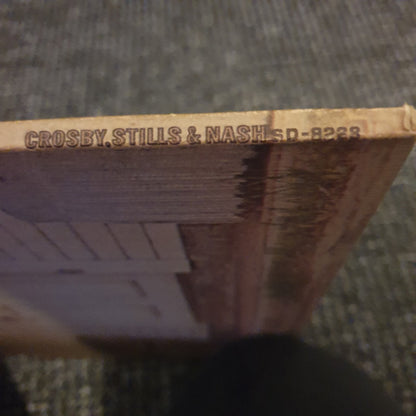 CROSBY, STILLS & NASH SD-8229